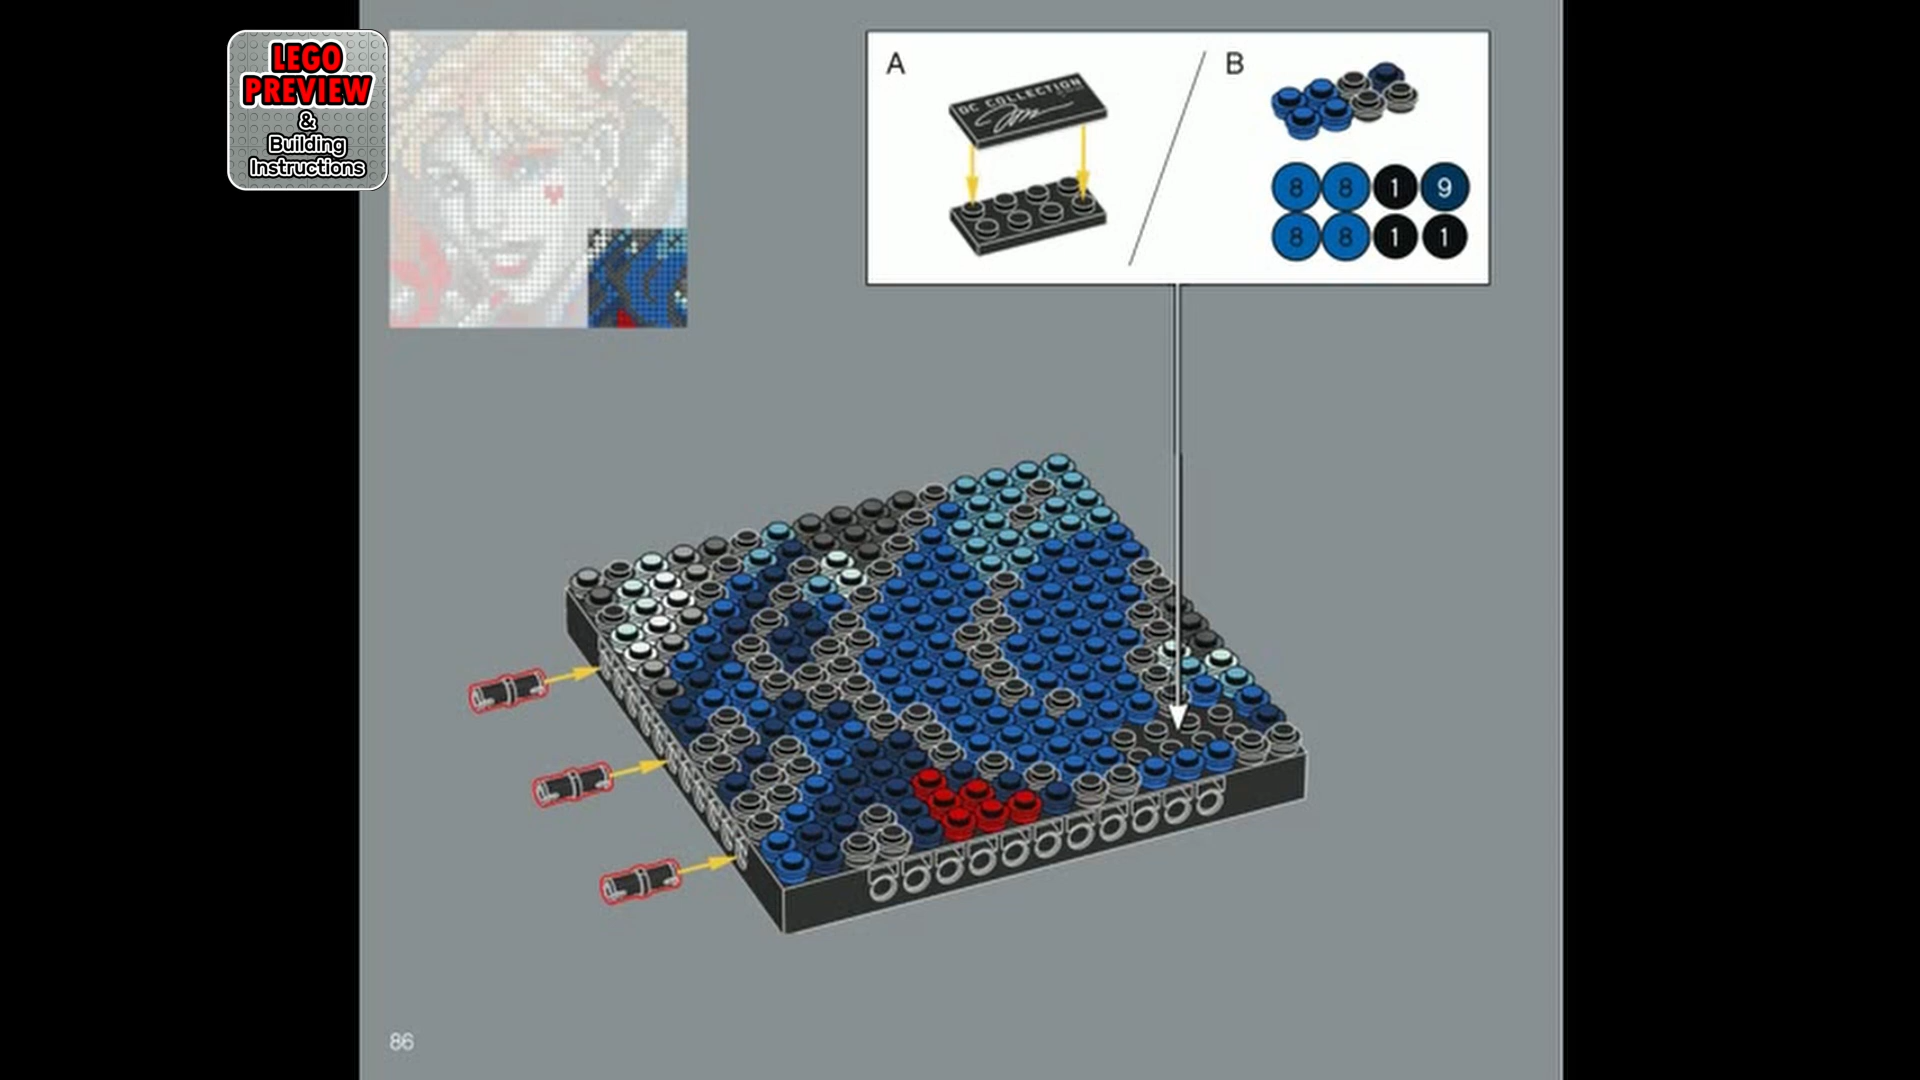 LEGO
PREVIEW
&
Building
Instructions
A
B
DC COLLECTION
8 8 1 9
8 8 1 1
86